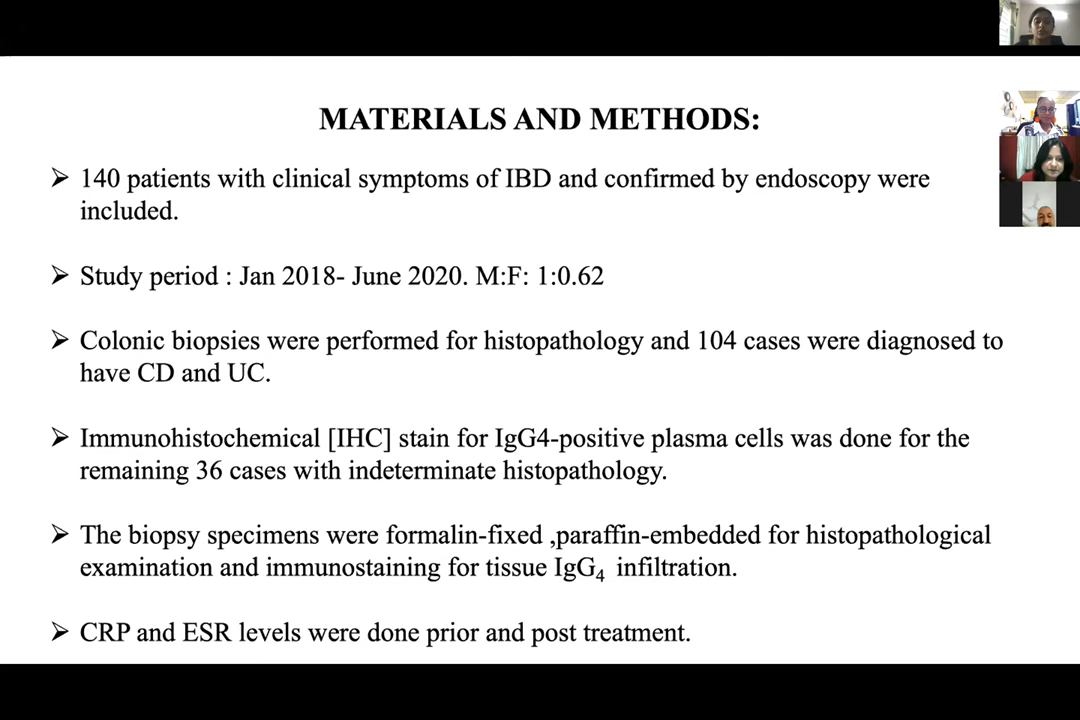 MATERIALS AND METHODS:
➢ 140 patients with clinical symptoms of IBD and confirmed by endoscopy were
included.
➢ Study period : Jan 2018- June 2020. M:F: 1:0.62
➢ Colonic biopsies were performed for histopathology and 104 cases were diagnosed to
have CD and UC.
➢ Immunohistochemical [IHC] stain for IgG4-positive plasma cells was done for the
remaining 36 cases with indeterminate histopathology.
➢ The biopsy specimens were formalin-fixed ,paraffin-embedded for histopathological
examination and immunostaining for tissue IgG₄ infiltration.
➢ CRP and ESR levels were done prior and post treatment.